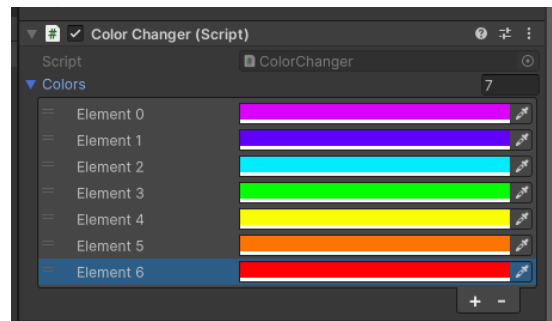 # Color Changer (Script)
Script ColorChanger
Colors 7
Element 0
Element 1
Element 2
Element 3
Element 4
Element 5
Element 6
+ -